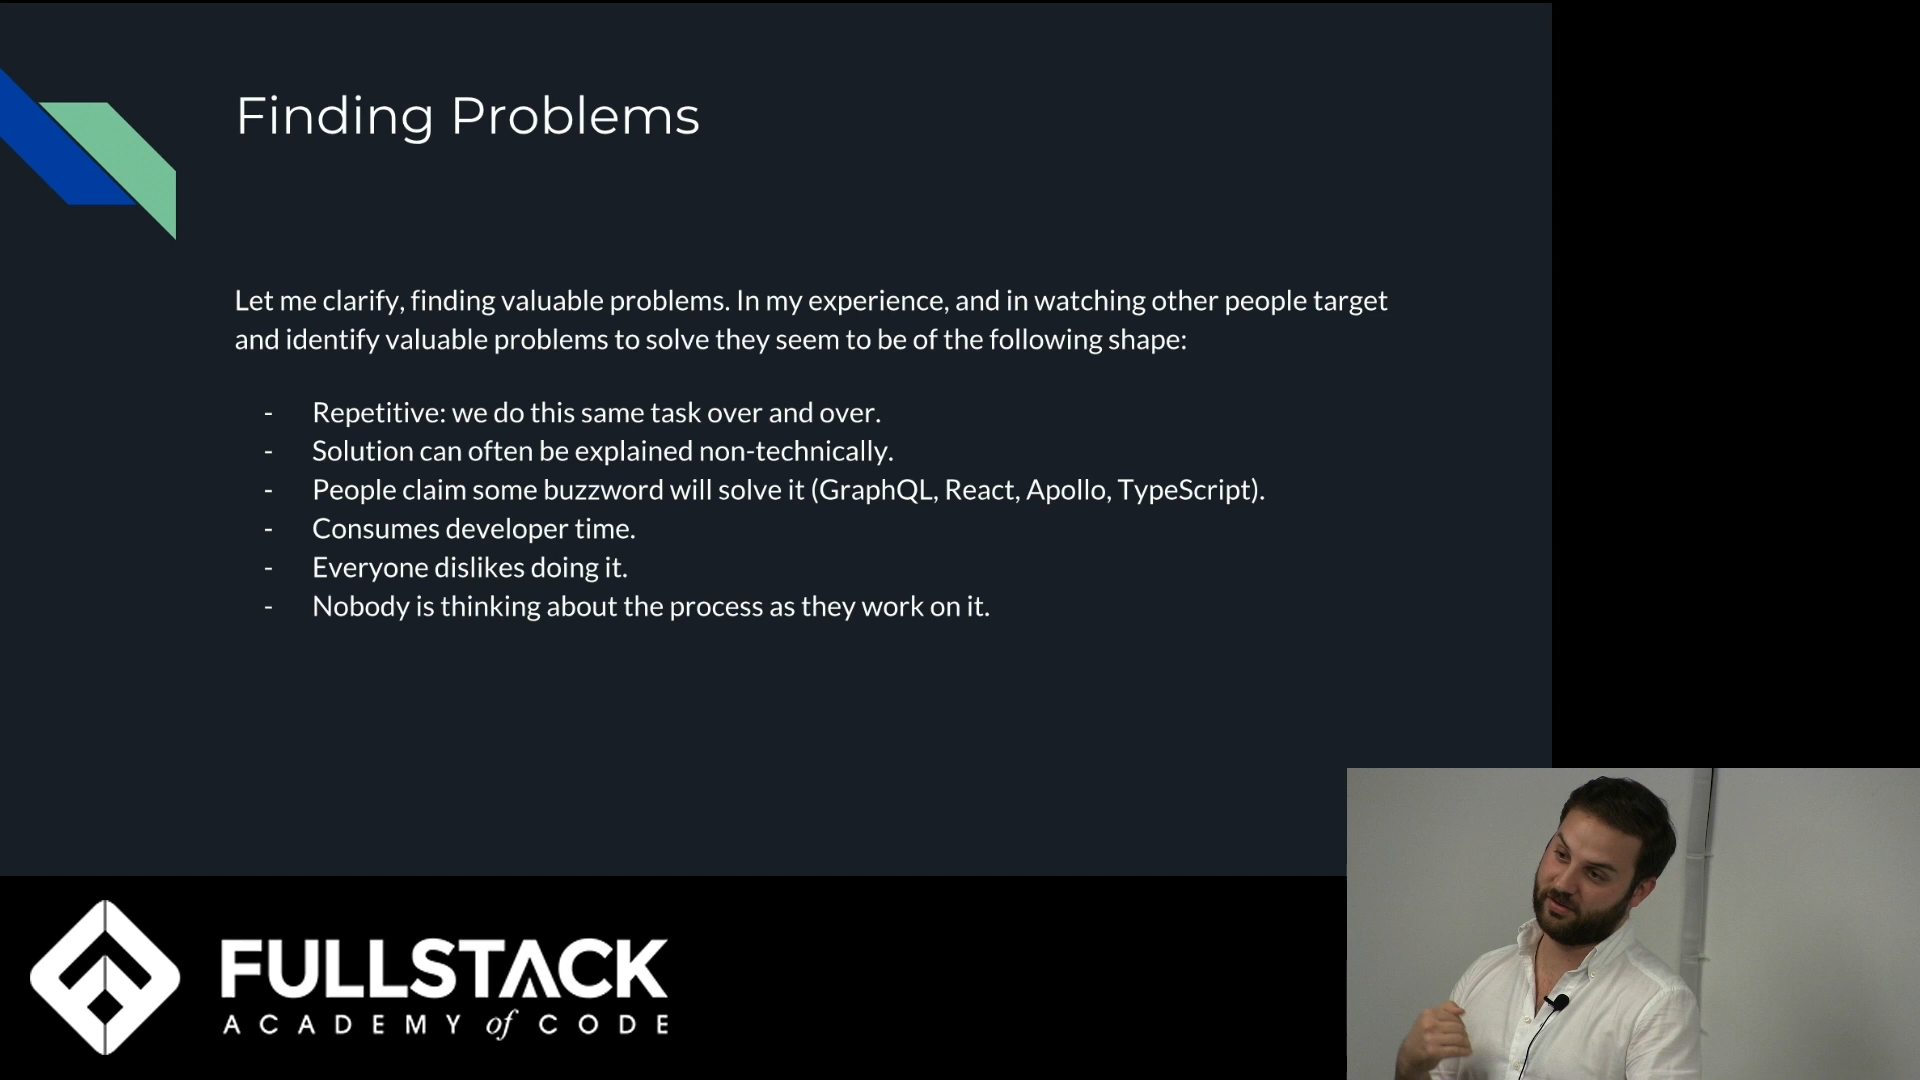 Finding Problems
Let me clarify, finding valuable problems. In my experience, and in watching other people target
and identify valuable problems to solve they seem to be of the following shape:
- Repetitive: we do this same task over and over.
- Solution can often be explained non-technically.
- People claim some buzzword will solve it (GraphQL, React, Apollo, TypeScript).
- Consumes developer time.
- Everyone dislikes doing it.
- Nobody is thinking about the process as they work on it.
FULLSTACK
ACADEMY of CODE